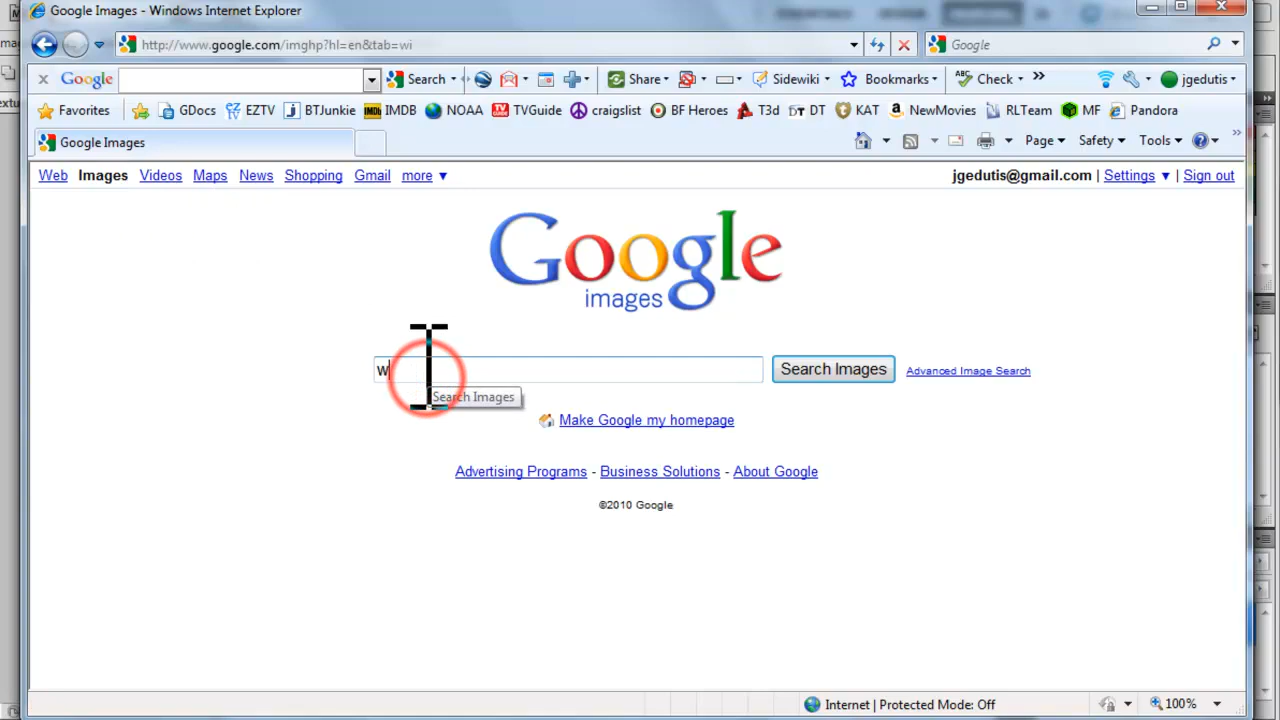 Google Images - Windows Internet Explorer
http://www.google.com/imghp?hl=en&tab=wi
Google
Google Search Share Sidewiki Bookmarks Check jgedutis
Favorites GDocs EZTV BTJunkie IMDB NOAA TVGuide craigslist BF Heroes T3d DT KAT NewMovies RLTeam MF Pandora
Google Images Page Safety Tools
Web Images Videos Maps News Shopping Gmail more jgedutis@gmail.com | Settings | Sign out
Google
images
w Search Images Advanced Image Search
Search Images
Make Google my homepage
Advertising Programs - Business Solutions - About Google
©2010 Google
Internet | Protected Mode: Off 100%